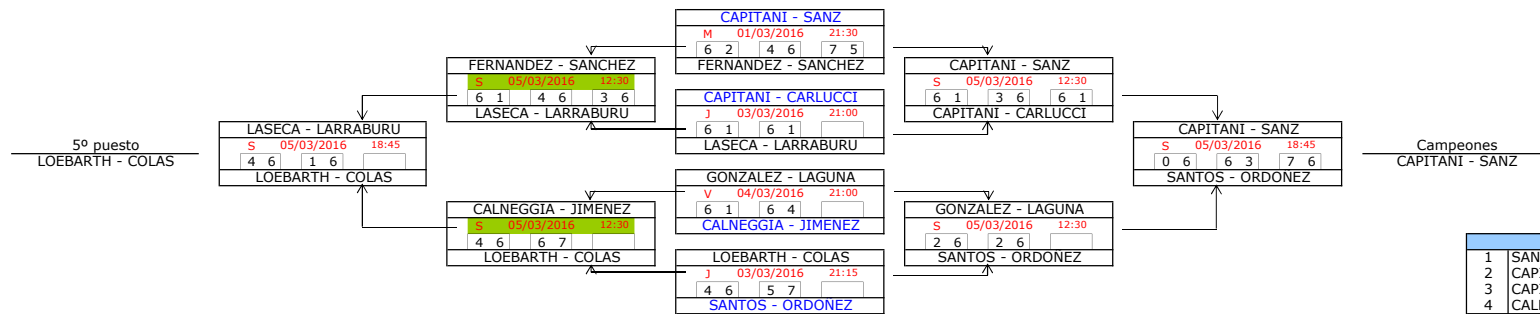 5º puesto
LOEBARTH - COLAS
LASECA - LARRABURU
S 05/03/2016 18:45
4 6 1 6
LOEBARTH - COLAS
FERNANDEZ - SANCHEZ
S 05/03/2016 12:30
6 1 4 6 3 6
LASECA - LARRABURU
CALNEGGIA - JIMENEZ
S 05/03/2016 12:30
4 6 6 7
LOEBARTH - COLAS
CAPITANI - SANZ
M 01/03/2016 21:30
6 2 4 6 7 5
FERNANDEZ - SANCHEZ
CAPITANI - CARLUCCI
J 03/03/2016 21:00
6 1 6 1
LASECA - LARRABURU
GONZALEZ - LAGUNA
V 04/03/2016 21:00
6 1 6 4
CALNEGGIA - JIMENEZ
LOEBARTH - COLAS
J 03/03/2016 21:15
4 6 5 7
SANTOS - ORDOÑEZ
CAPITANI - SANZ
S 05/03/2016 12:30
6 1 3 6 6 1
CAPITANI - CARLUCCI
GONZALEZ - LAGUNA
S 05/03/2016 12:30
2 6 2 6
SANTOS - ORDOÑEZ
CAPITANI - SANZ
S 05/03/2016 18:45
0 6 6 3 7 6
SANTOS - ORDOÑEZ
Campeones
CAPITANI - SANZ
1 SAN
2 CAP
3 CAP
4 CAL